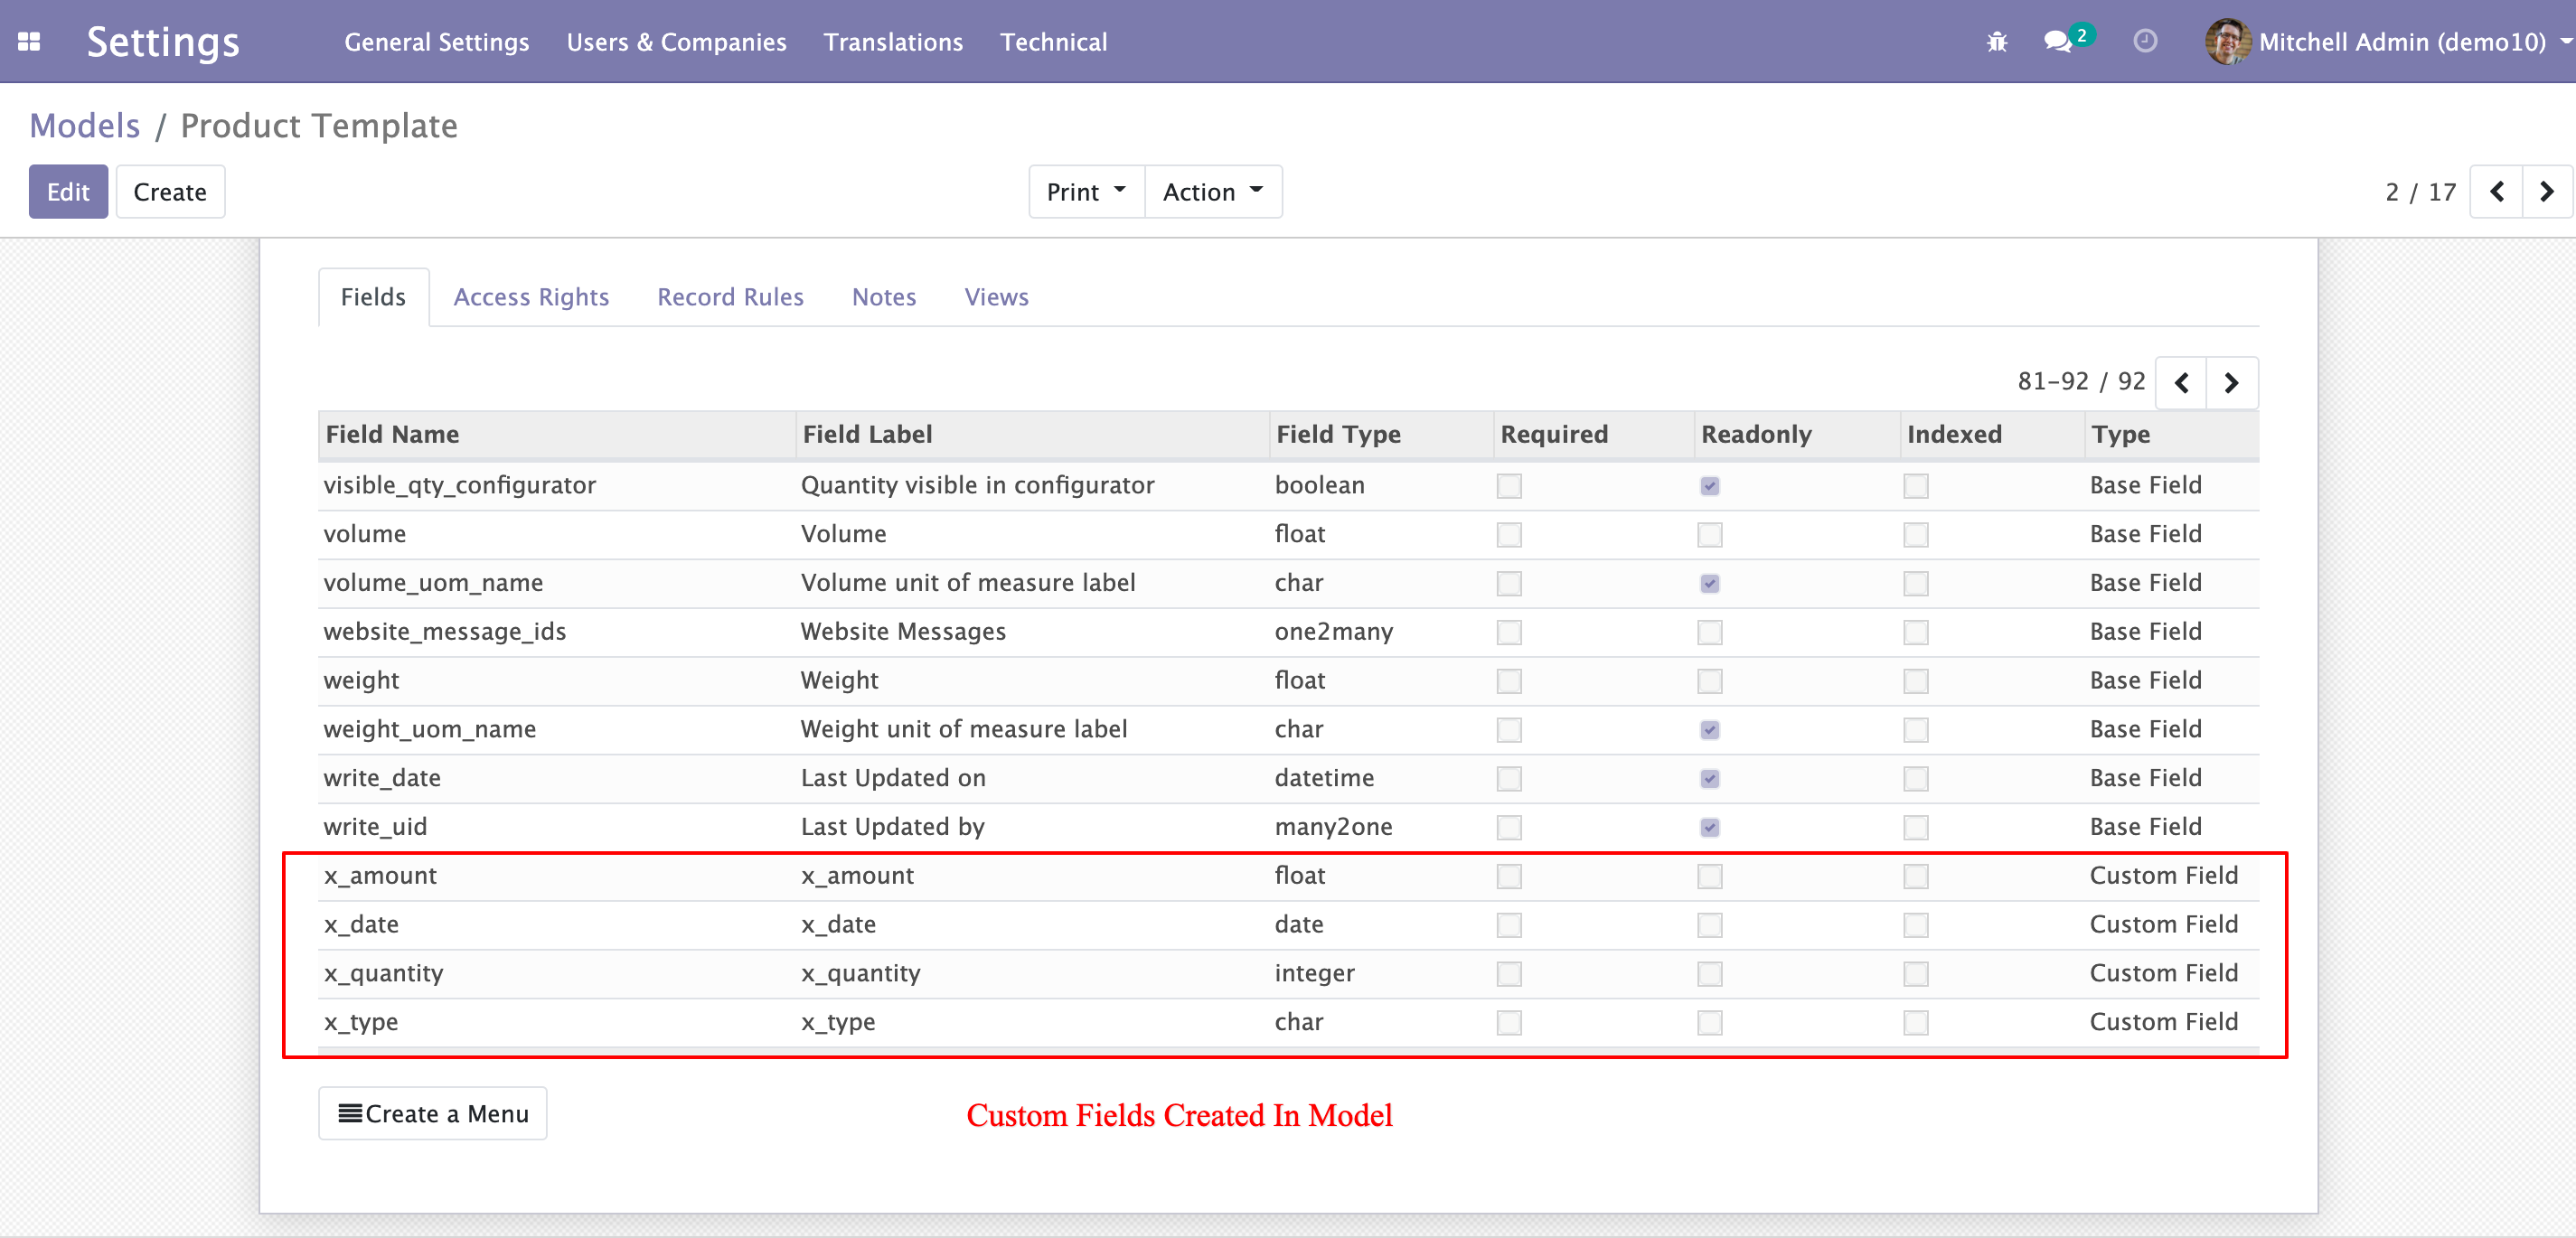 Settings General Settings Users & Companies Translations Technical 2 Mitchell Admin (demo10)
Models / Product Template
Edit Create Print Action 2 / 17
Fields Access Rights Record Rules Notes Views
81-92 / 92
Field Name Field Label Field Type Required Readonly Indexed Type
visible_qty_configurator Quantity visible in configurator boolean Base Field
volume Volume float Base Field
volume_uom_name Volume unit of measure label char Base Field
website_message_ids Website Messages one2many Base Field
weight Weight float Base Field
weight_uom_name Weight unit of measure label char Base Field
write_date Last Updated on datetime Base Field
write_uid Last Updated by many2one Base Field
x_amount x_amount float Custom Field
x_date x_date date Custom Field
x_quantity x_quantity integer Custom Field
x_type x_type char Custom Field
Create a Menu Custom Fields Created In Model